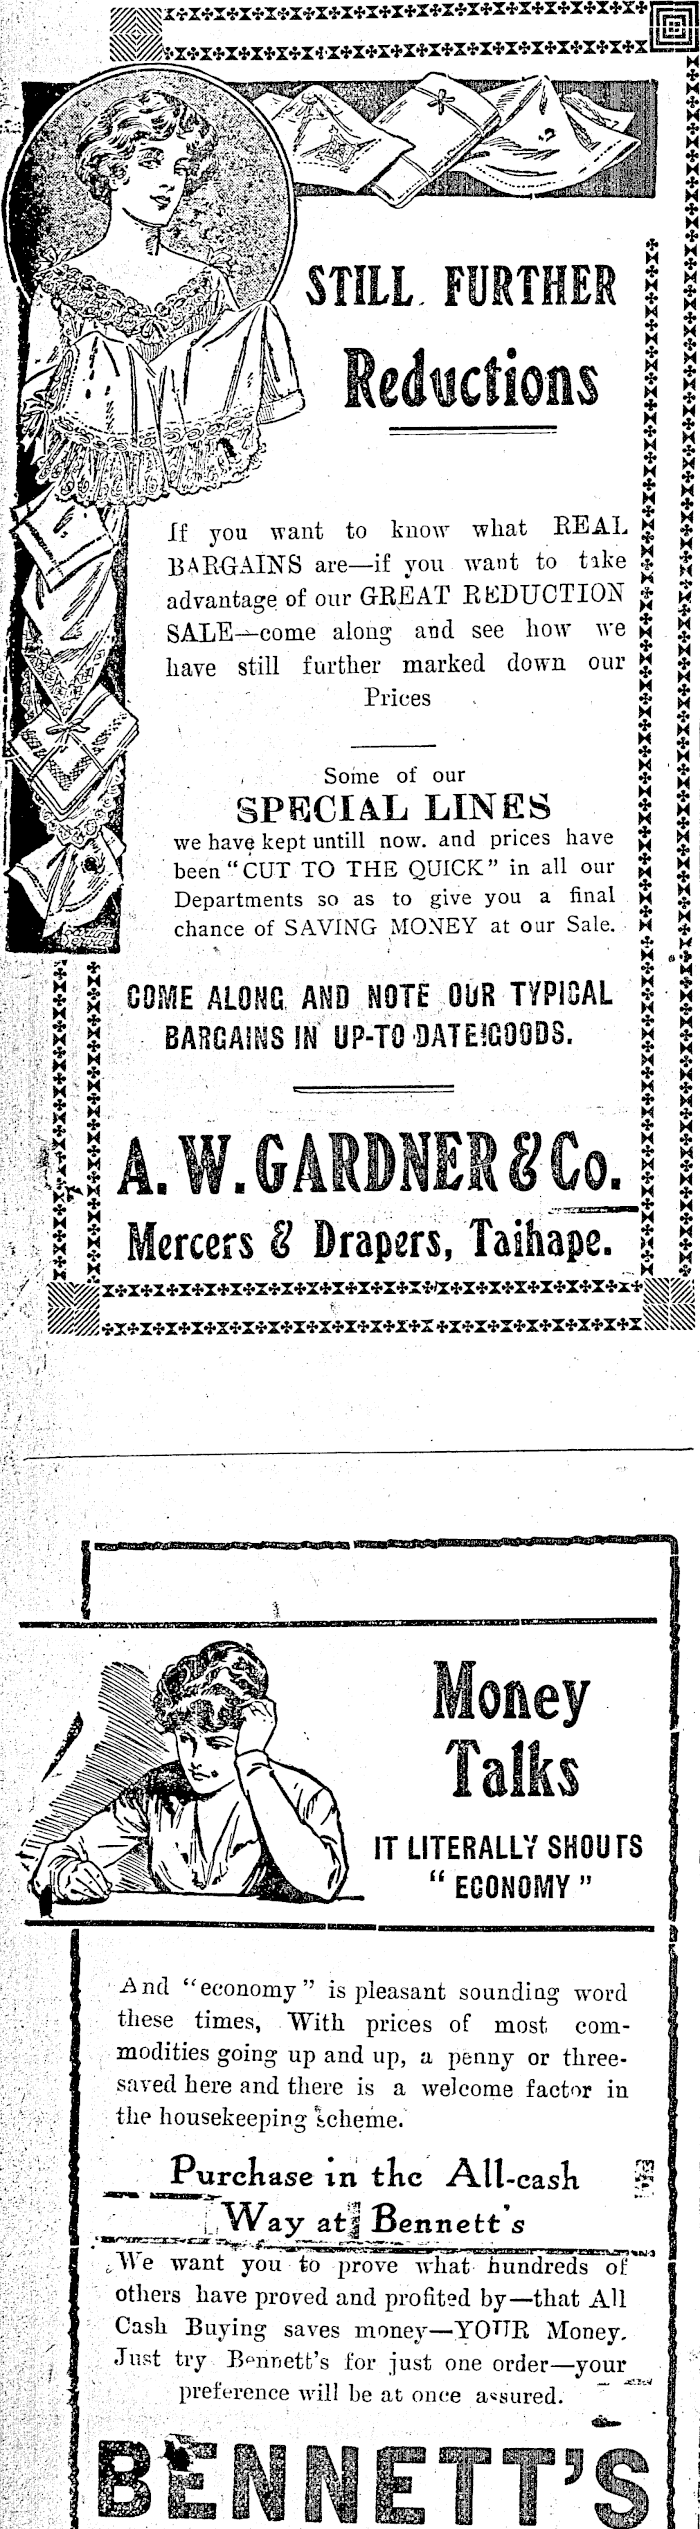 STILL FURTHER
Reductions
If you want to know what REAL
BARGAINS are—if you want to take
advantage of our GREAT REDUCTION
SALE—come along and see how we
have still further marked down our
Prices
Some of our
SPECIAL LINES
we have kept untill now. and prices have
been "CUT TO THE QUICK" in all our
Departments so as to give you a final
chance of SAVING MONEY at our Sale.
COME ALONG AND NOTE OUR TYPICAL
BARGAINS IN UP-TO DATE GOODS.
A. W. GARDNER & Co.
Mercers & Drapers, Taihape.
Money
Talks
IT LITERALLY SHOUTS
"ECONOMY"
And "economy" is pleasant sounding word
these times, With prices of most com-
modities going up and up, a penny or three-
saved here and there is a welcome factor in
the housekeeping scheme.
Purchase in the All-cash
Way at Bennett's
We want you to prove what hundreds of
others have proved and profited by—that All
Cash Buying saves money—YOUR Money.
Just try Bennett's for just one order—your
preference will be at once assured.
BENNETT'S